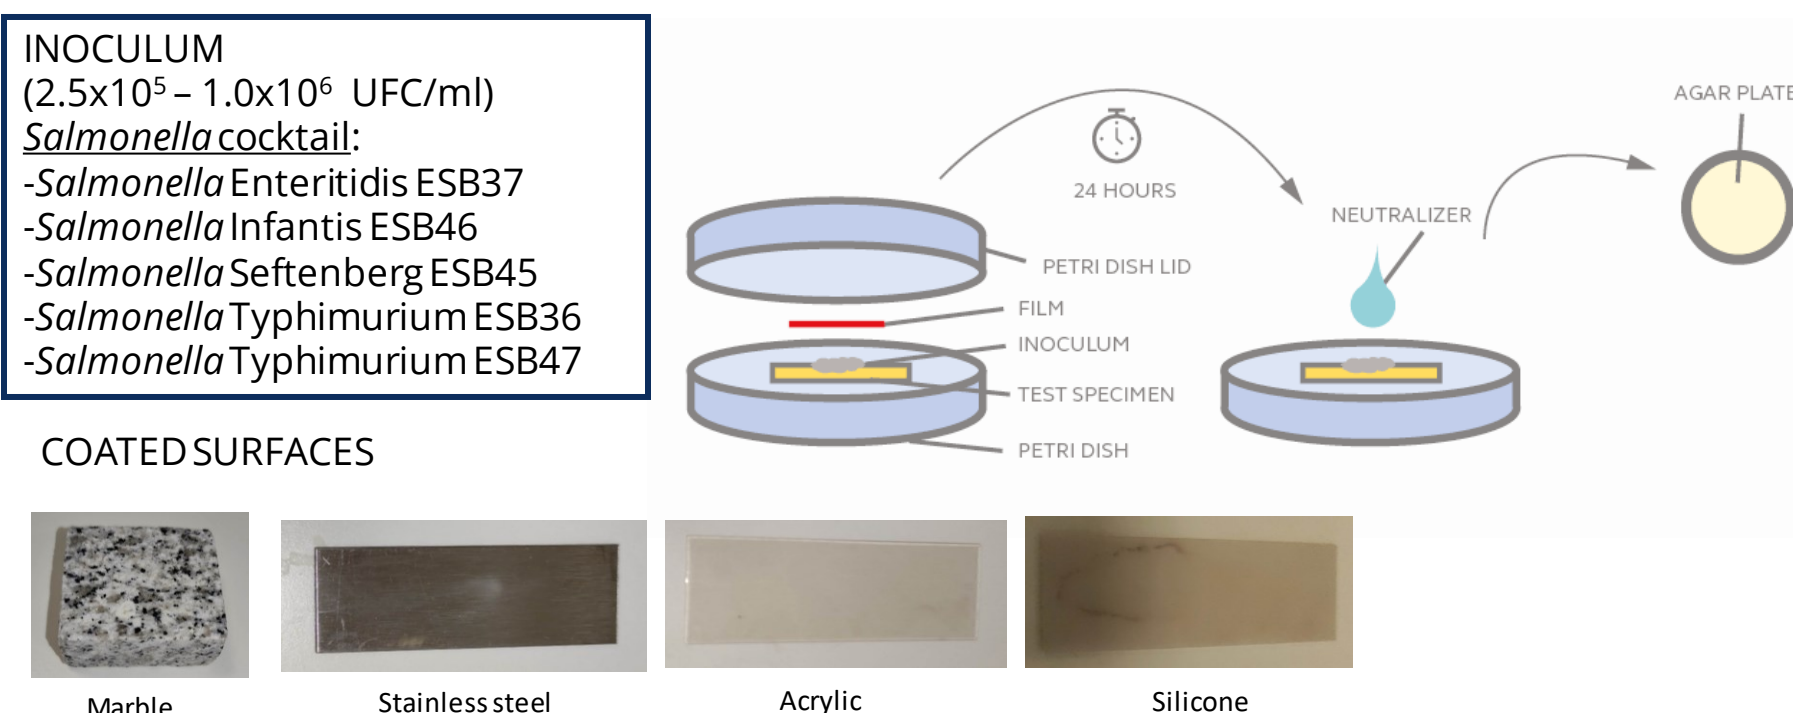 INOCULUM
(2.5x10⁵ – 1.0x10⁶ UFC/ml)
Salmonella cocktail:
-Salmonella Enteritidis ESB37
-Salmonella Infantis ESB46
-Salmonella Seftenberg ESB45
-Salmonella Typhimurium ESB36
-Salmonella Typhimurium ESB47
AGAR PLATE
24 HOURS
NEUTRALIZER
PETRI DISH LID
FILM
INOCULUM
TEST SPECIMEN
PETRI DISH
COATED SURFACES
Marble
Stainless steel
Acrylic
Silicone